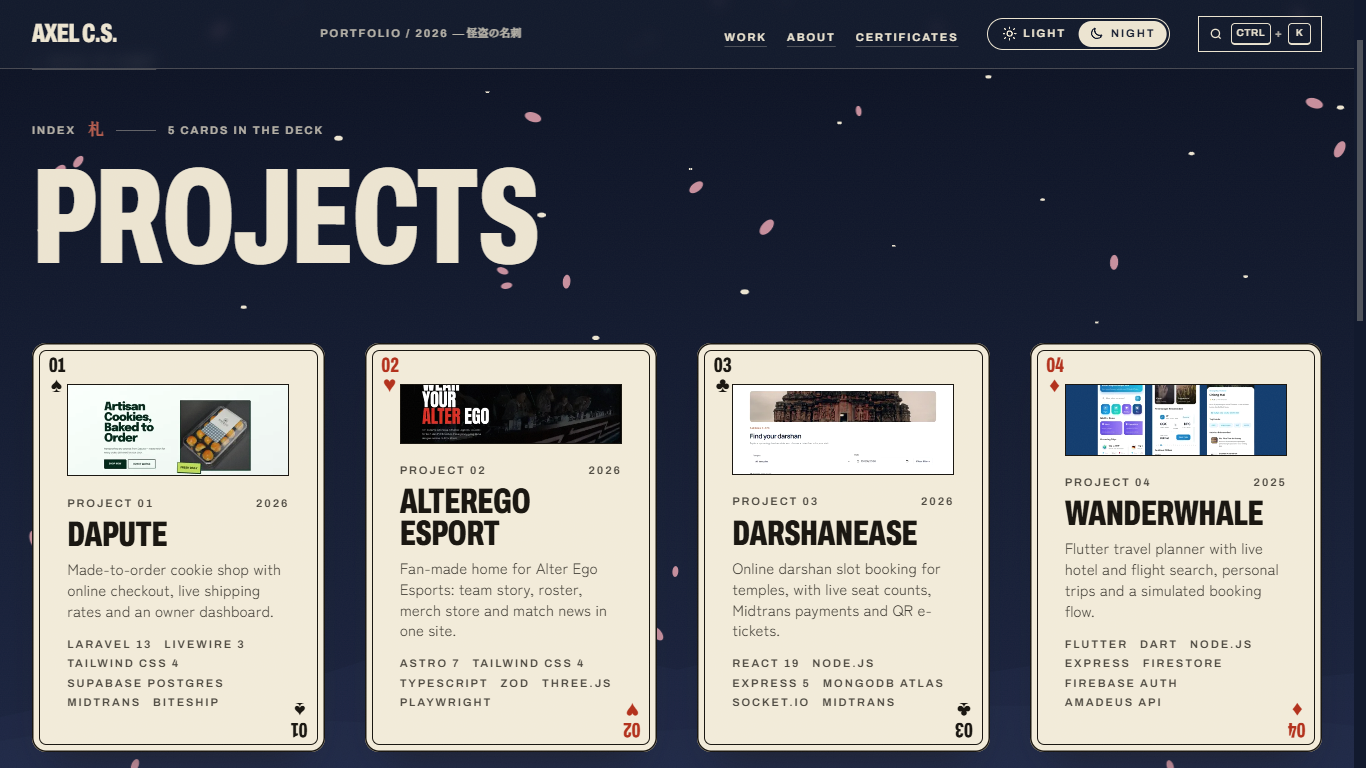 AXEL C.S.
PORTFOLIO / 2026 — 怪盗の名刺
WORK ABOUT CERTIFICATES
LIGHT NIGHT
CTRL + K
INDEX 札 5 CARDS IN THE DECK
PROJECTS
01
Artisan
Cookies,
Baked to
Order
PROJECT 01 2026
DAPUTE
Made-to-order cookie shop with
online checkout, live shipping
rates and an owner dashboard.
LARAVEL 13 LIVEWIRE 3
TAILWIND CSS 4
SUPABASE POSTGRES
MIDTRANS BITESHIP
01
02
YOUR
ALTER EGO
PROJECT 02 2026
ALTEREGO
ESPORT
Fan-made home for Alter Ego
Esports: team story, roster,
merch store and match news in
one site.
ASTRO 7 TAILWIND CSS 4
TYPESCRIPT ZOD THREE.JS
PLAYWRIGHT
02
03
Find your darshan
PROJECT 03 2026
DARSHANEASE
Online darshan slot booking for
temples, with live seat counts,
Midtrans payments and QR e-
tickets.
REACT 19 NODE.JS
EXPRESS 5 MONGODB ATLAS
SOCKET.IO MIDTRANS
03
04
PROJECT 04 2025
WANDERWHALE
Flutter travel planner with live
hotel and flight search, personal
trips and a simulated booking
flow.
FLUTTER DART NODE.JS
EXPRESS FIRESTORE
FIREBASE AUTH
AMADEUS API
04